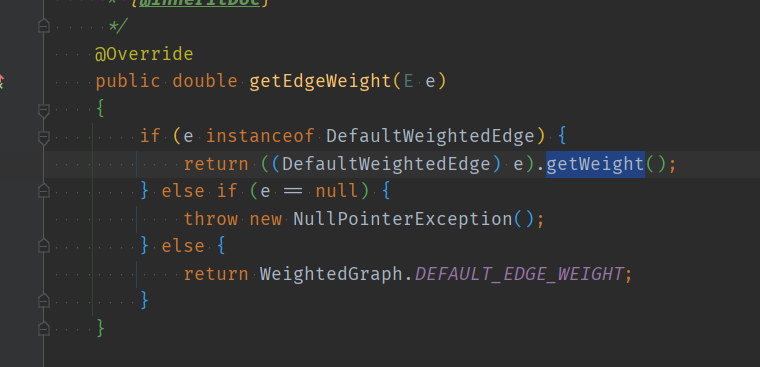 * {@inheritDoc}
*/
@Override
public double getEdgeWeight(E e)
{
if (e instanceof DefaultWeightedEdge) {
return ((DefaultWeightedEdge) e).getWeight();
} else if (e == null) {
throw new NullPointerException();
} else {
return WeightedGraph.DEFAULT_EDGE_WEIGHT;
}
}